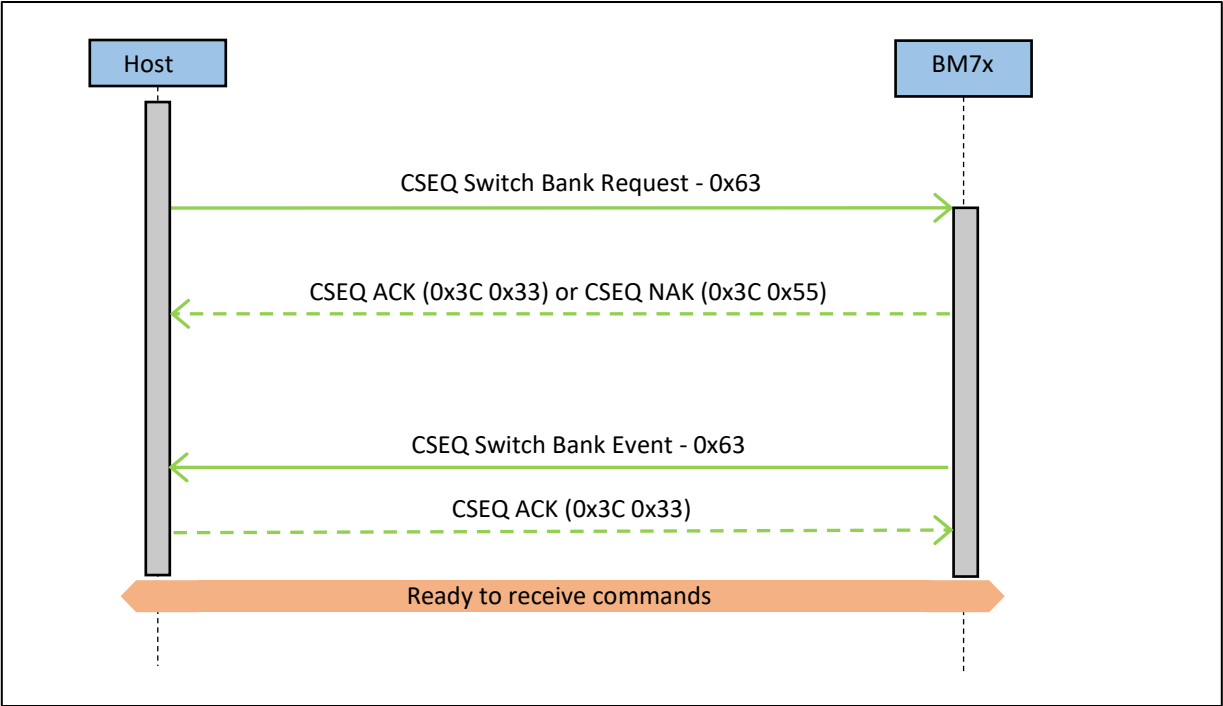 Host
BM7x
CSEQ Switch Bank Request - 0x63
CSEQ ACK (0x3C 0x33) or CSEQ NAK (0x3C 0x55)
CSEQ Switch Bank Event - 0x63
CSEQ ACK (0x3C 0x33)
Ready to receive commands